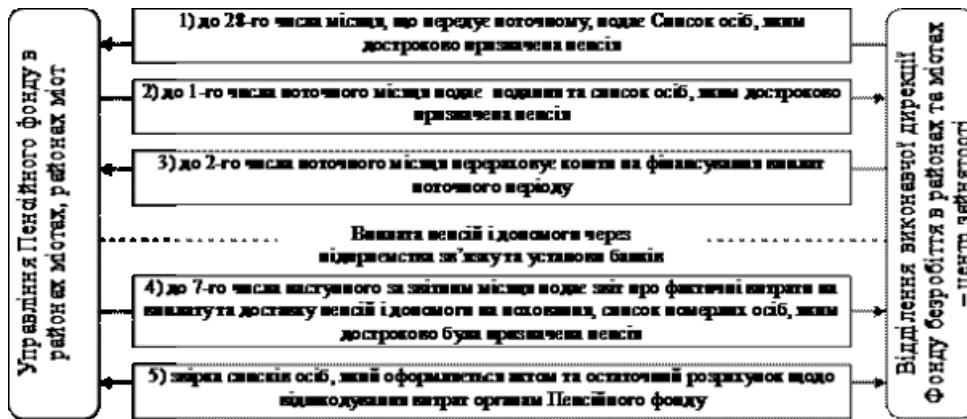 Управління Пенсійного фонду в
районах містах, районах міст
1) до 28-го числа місяця, що передує поточному, подає Список осіб, яким
достроково призначена пенсія
2) до 1-го числа поточного місяця подає подання та список осіб, яким достроково
призначена пенсія
3) до 2-го числа поточного місяця перераховує кошти на фінансування виплат
поточного періоду
Виплата пенсій і допомоги через
підприємства зв'язку та установи банків
4) до 7-го числа наступного за звітним місяця подає звіт про фактичні витрати на
виплату та доставку пенсій і допомоги на поховання, список померлих осіб, яким
достроково була призначена пенсія
5) звірка списків осіб, який оформляється актом та остаточний розрахунок щодо
відшкодування витрат органам Пенсійного фонду
Відділення виконавчої дирекції
Фонду безробіття в районах та містах
– центр зайнятості